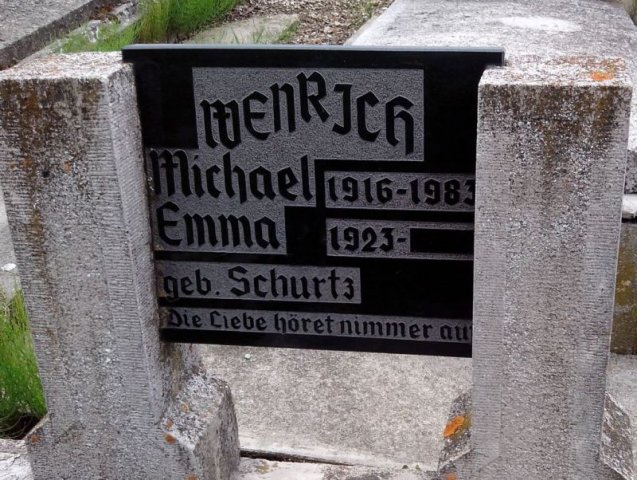 WENRICH
Michael 1916-1983
Emma 1923-
geb. Schurtz
Die Liebe höret nimmer auf